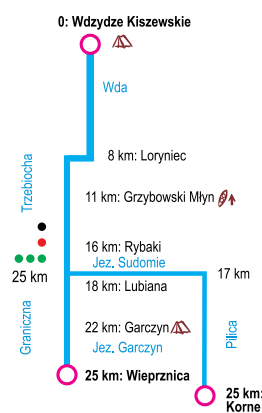 0: Wdzydze Kiszewskie
Wda
8 km: Loryniec
Trzebiocha
11 km: Grzybowski Młyn
16 km: Rybaki
Jez. Sudomie
25 km
17 km
18 km: Lubiana
Graniczna
22 km: Garczyn
Jez. Garczyn
Pilica
25 km: Wieprznica
25 km:
Korne